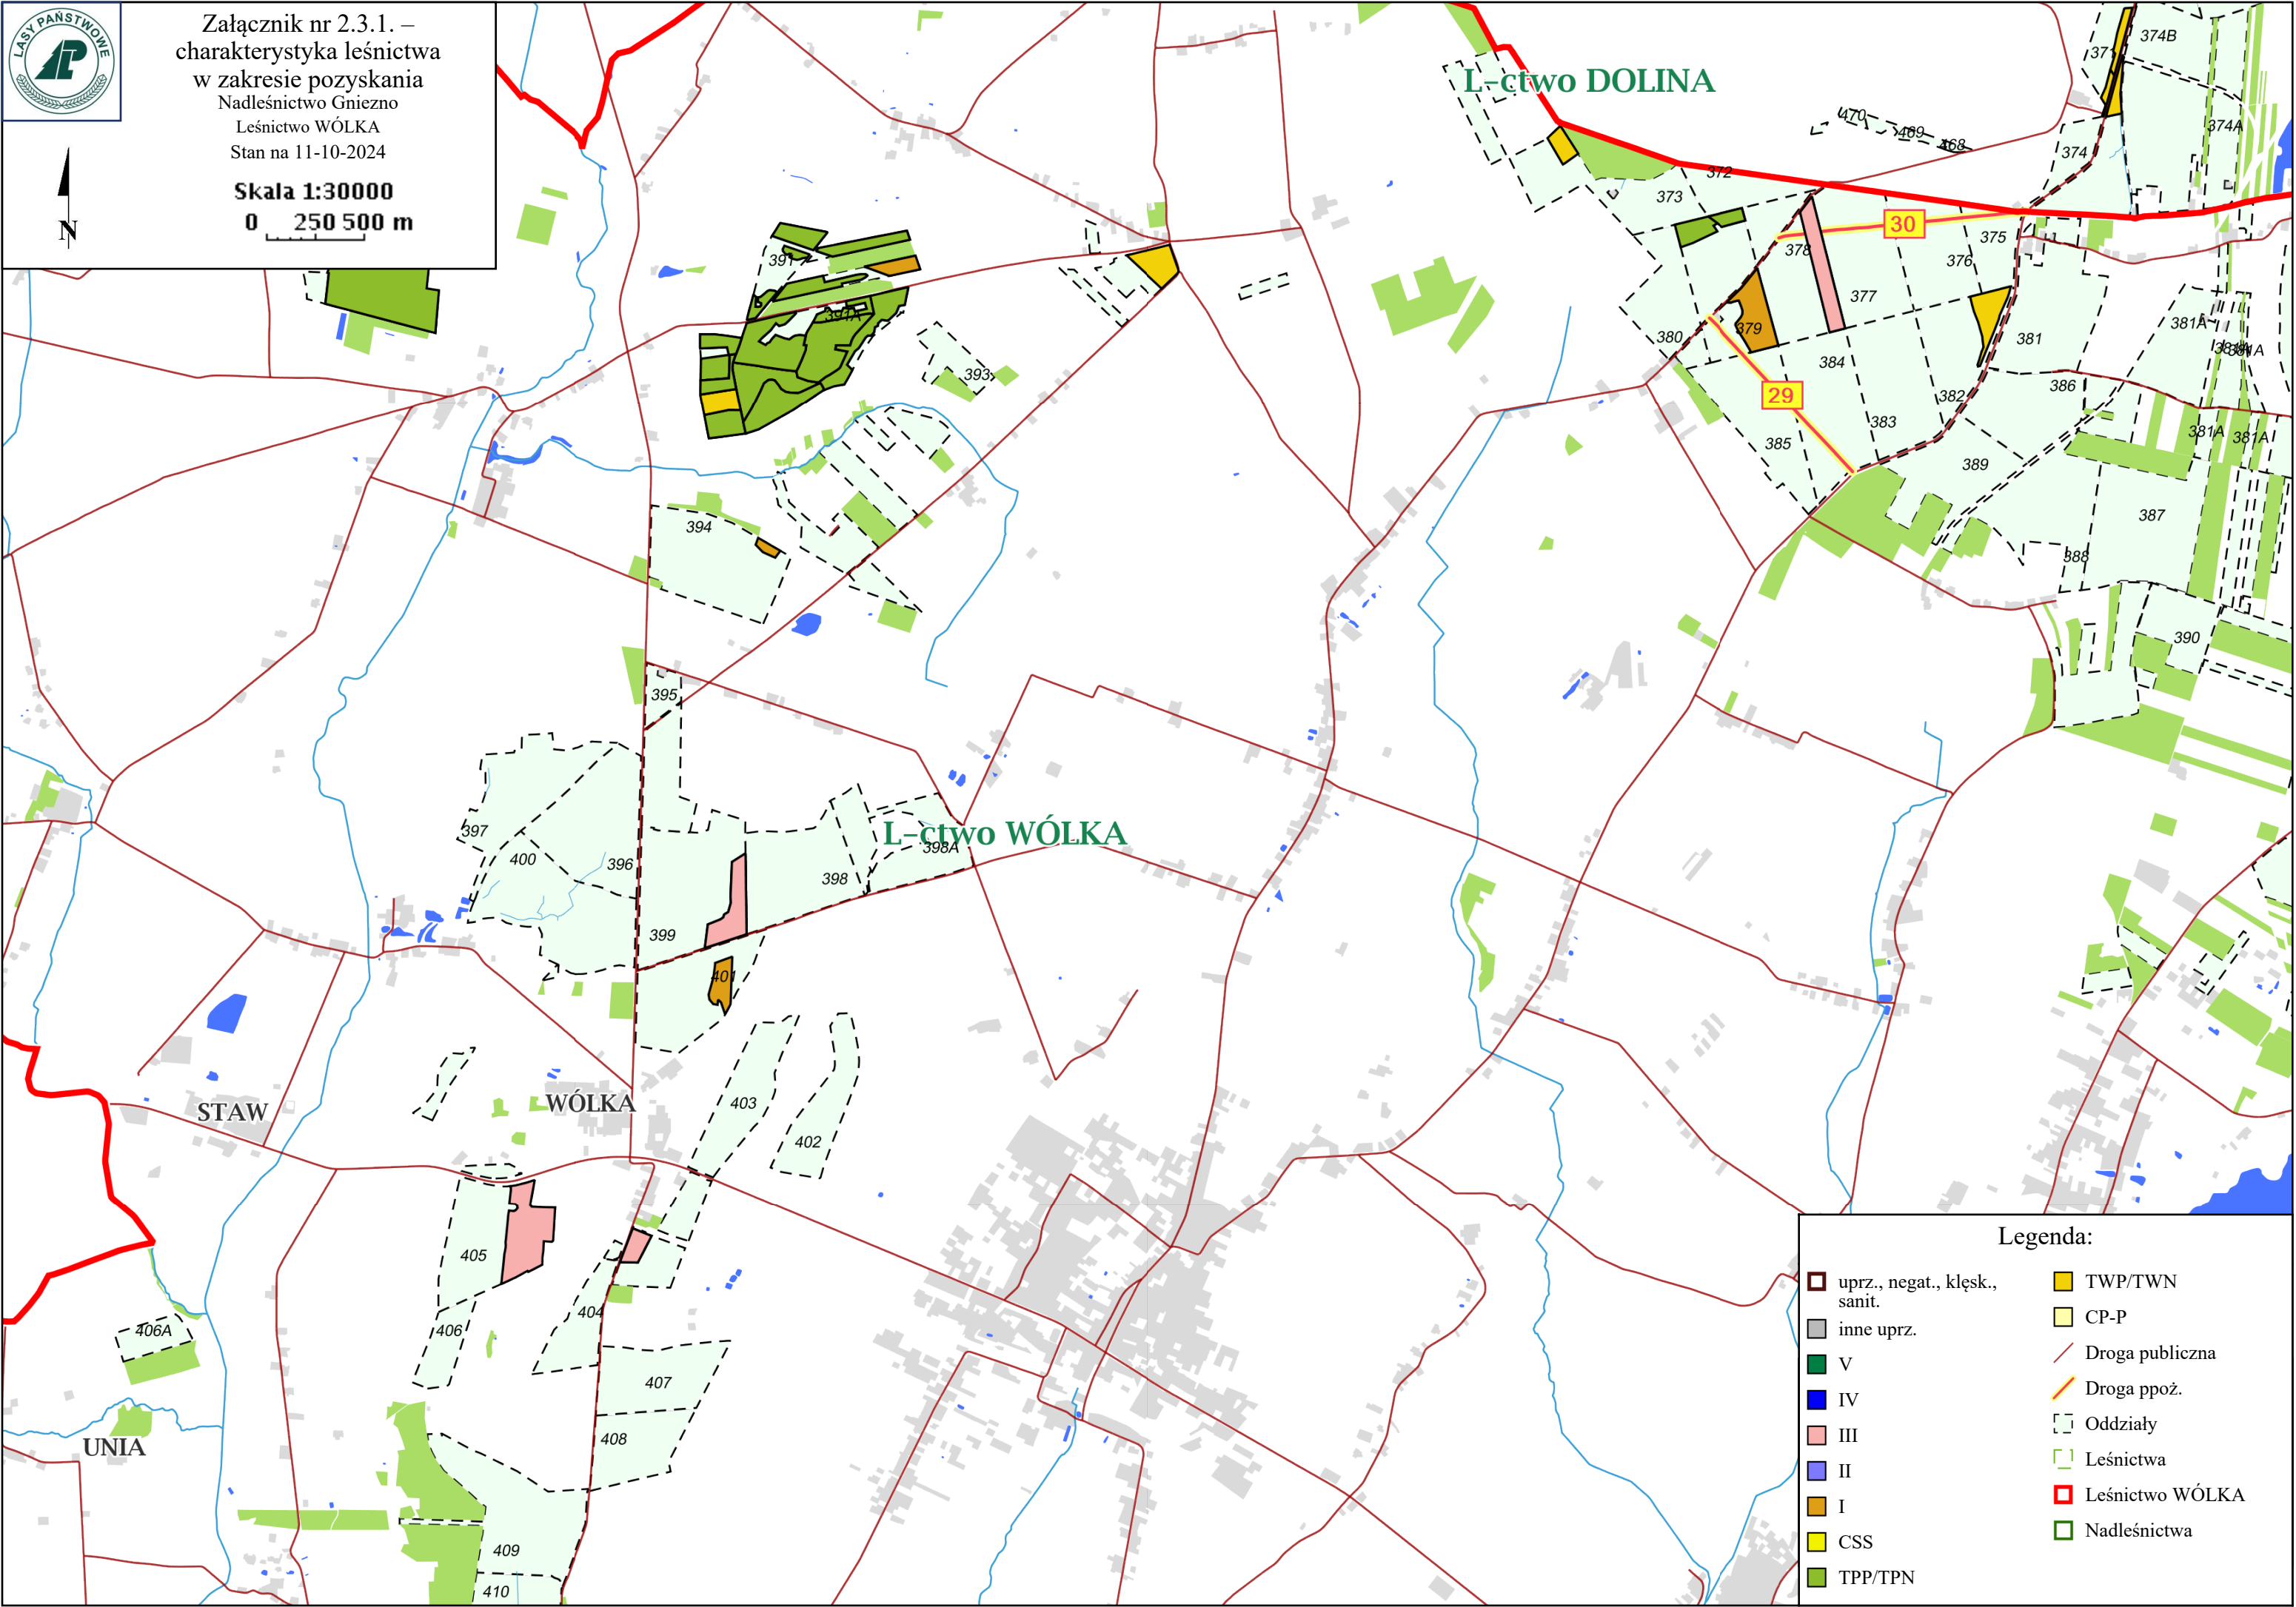 LASY PAŃSTWOWE
Załącznik nr 2.3.1. –
charakterystyka leśnictwa
w zakresie pozyskania
Nadleśnictwo Gniezno
Leśnictwo WÓLKA
Stan na 11-10-2024
Skala 1:30000
0 250 500 m
N
L-ctwo DOLINA
374B
470
469
468
374A
374
372
373
30
375
378
376
391
377
391A
379
381A
380
381
384
393
386
29
382
383
381A
381A
385
389
387
394
388
390
395
L-ctwo WÓLKA
397
400
396
398A
398
399
401
STAW
WÓLKA
403
402
405
404
406
406A
407
408
UNIA
409
410
Legenda:
uprz., negat., klęsk.,
sanit.
inne uprz.
V
IV
III
II
I
CSS
TPP/TPN
TWP/TWN
CP-P
Droga publiczna
Droga ppoż.
Oddziały
Leśnictwa
Leśnictwo WÓLKA
Nadleśnictwa